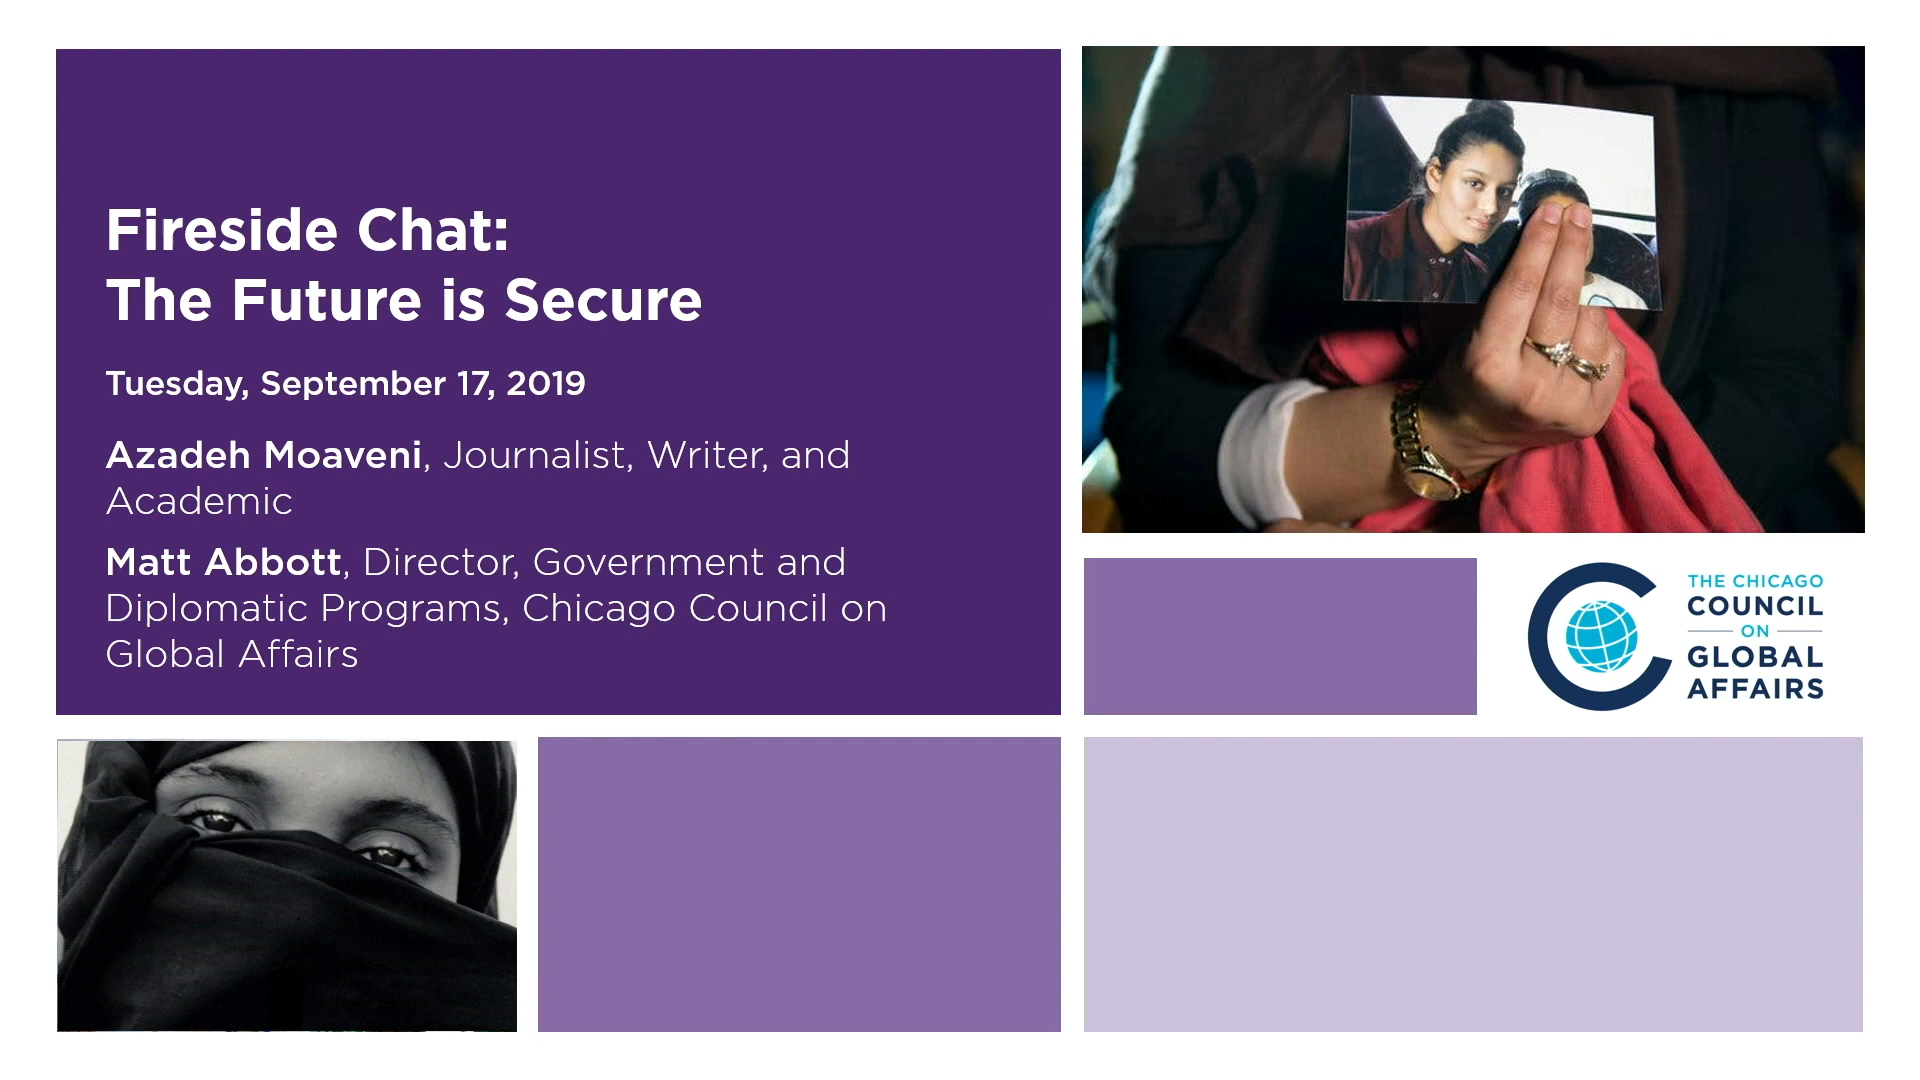 Fireside Chat:
The Future is Secure
Tuesday, September 17, 2019
Azadeh Moaveni, Journalist, Writer, and
Academic
Matt Abbott, Director, Government and
Diplomatic Programs, Chicago Council on
Global Affairs
THE CHICAGO
COUNCIL
ON
GLOBAL
AFFAIRS